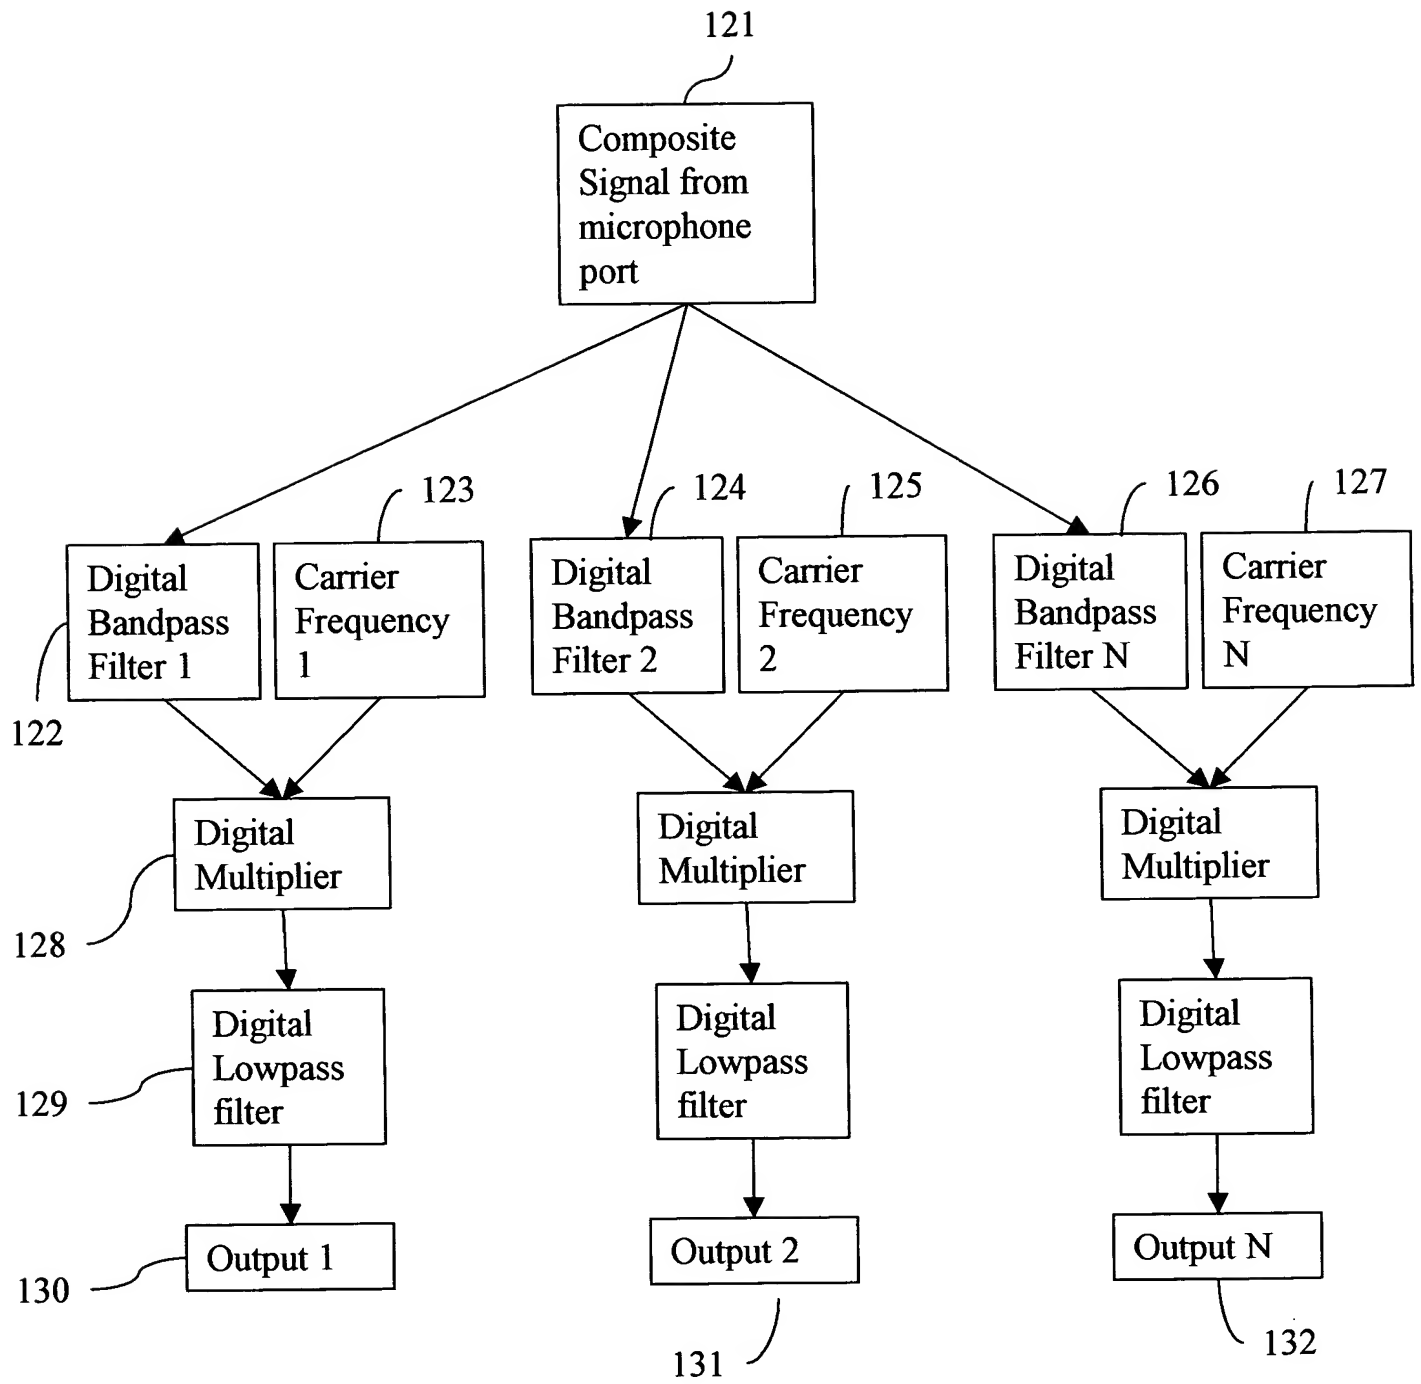 121
Composite
Signal from
microphone
port
123
124
125
126
127
Digital
Bandpass
Filter 1
Carrier
Frequency
1
Digital
Bandpass
Filter 2
Carrier
Frequency
2
Digital
Bandpass
Filter N
Carrier
Frequency
N
122
Digital
Multiplier
Digital
Multiplier
Digital
Multiplier
128
Digital
Lowpass
filter
Digital
Lowpass
filter
Digital
Lowpass
filter
129
Output 1
Output 2
Output N
130
131
132